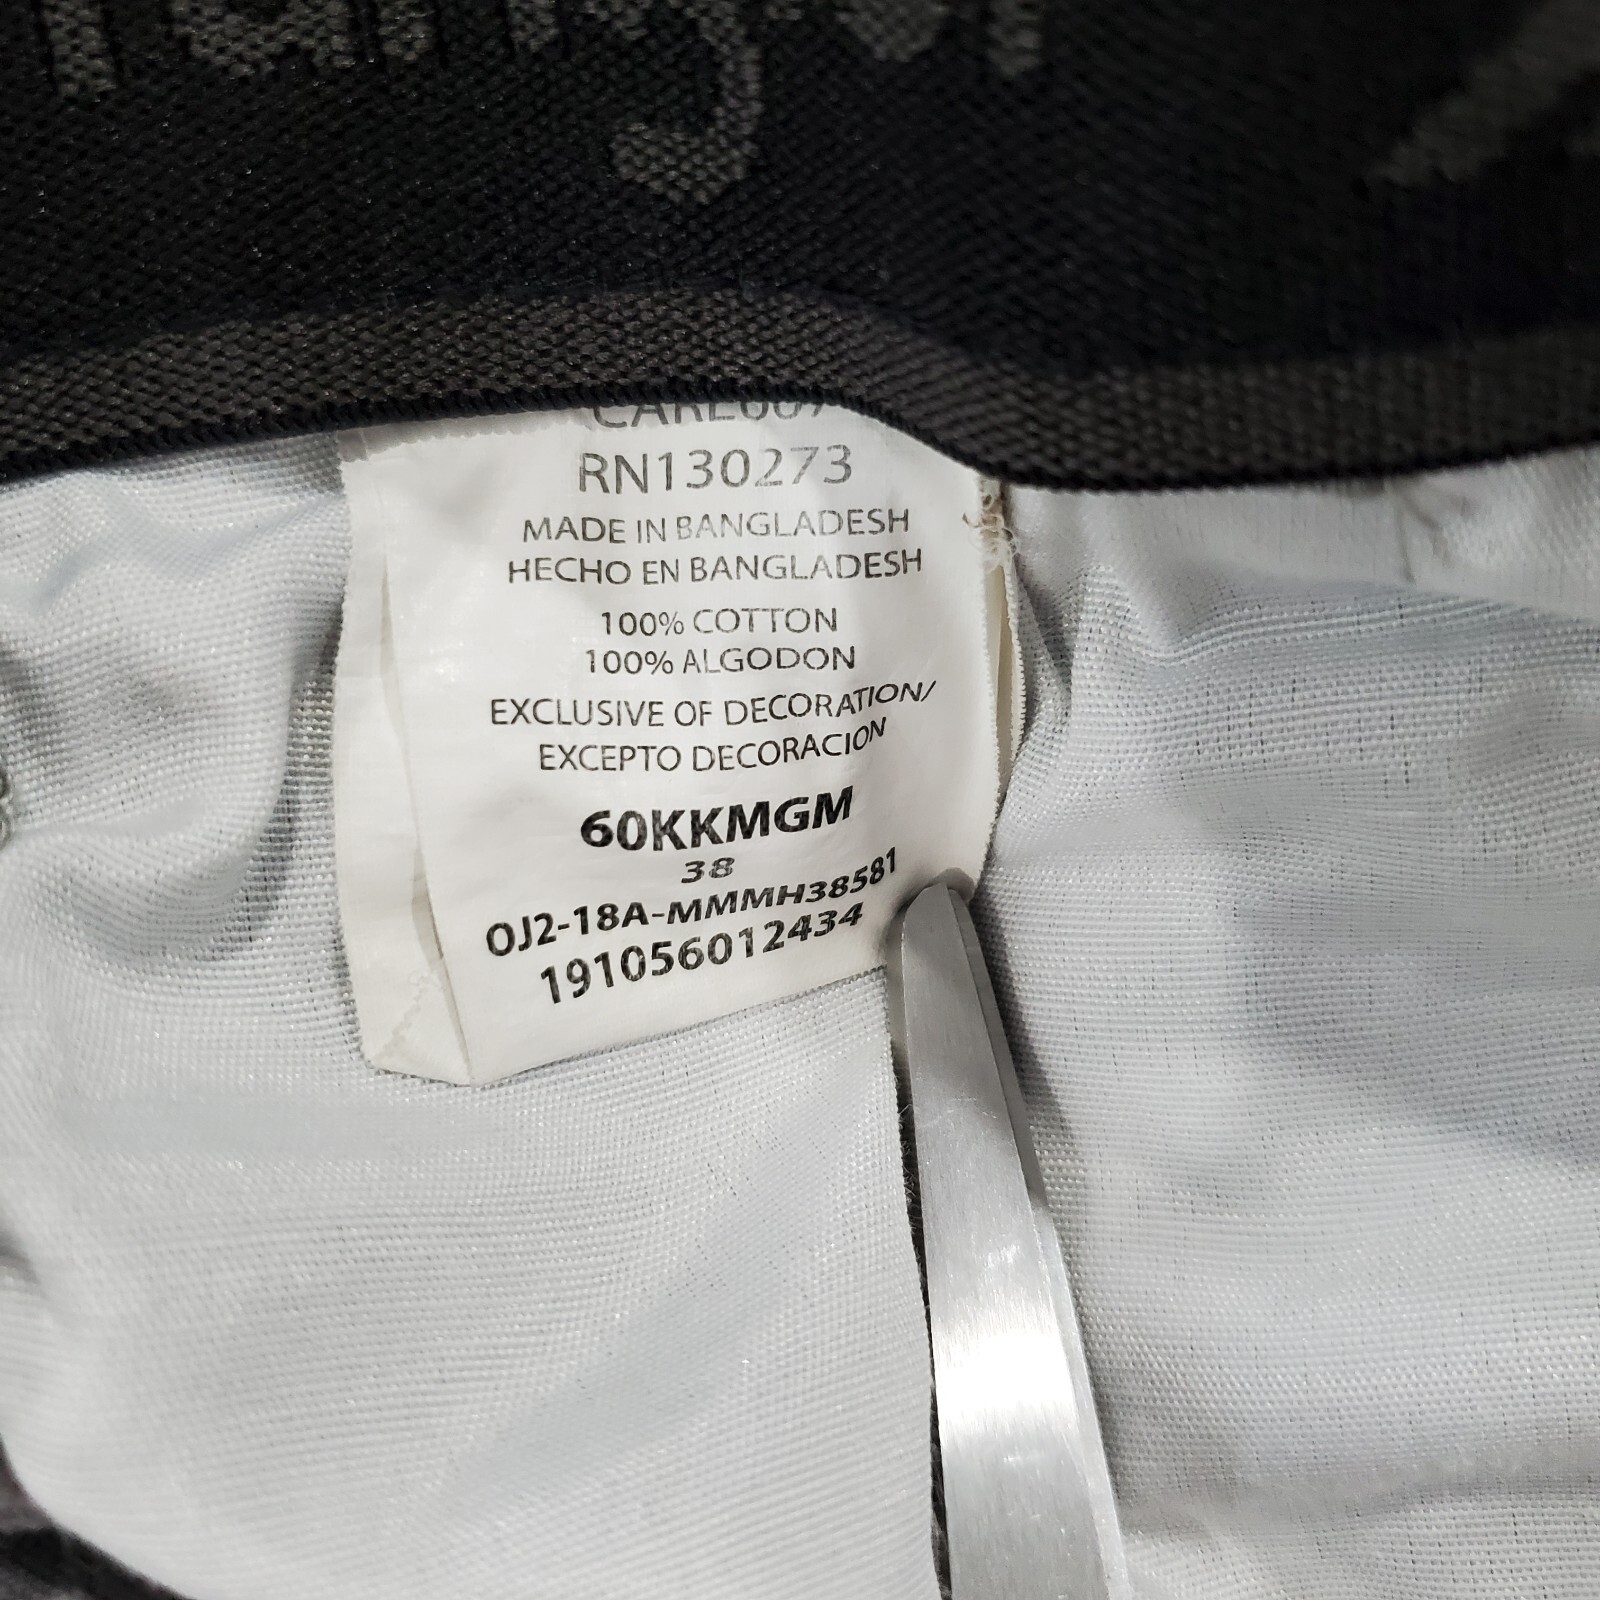 RN130273
MADE IN BANGLADESH
HECHO EN BANGLADESH
100% COTTON
100% ALGODON
EXCLUSIVE OF DECORATION/
EXCEPTO DECORACION
60KKMGM
38
OJ2-18A-MMMH38581
191056012434